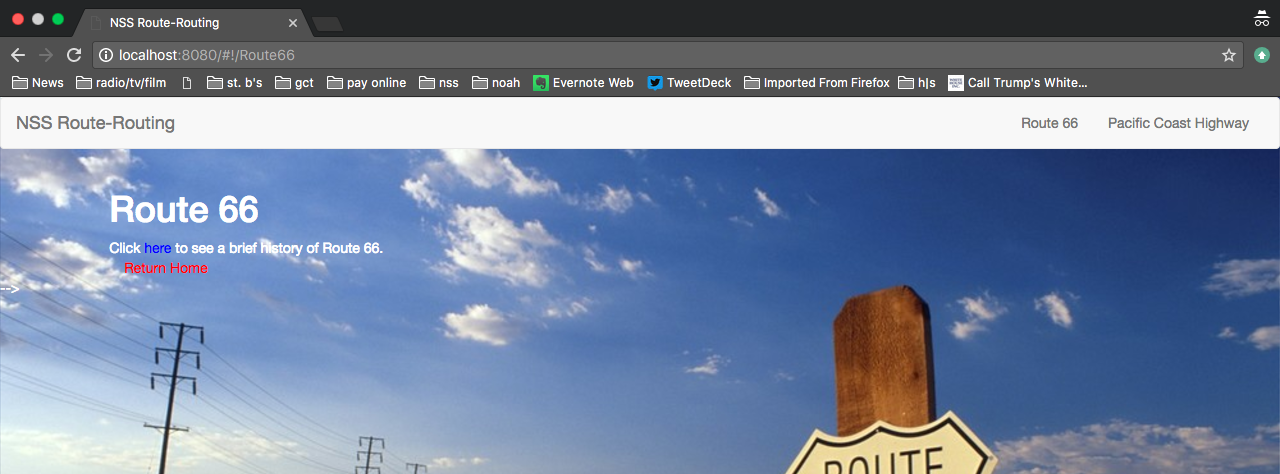 NSS Route-Routing
localhost:8080/#!/Route66
News radio/tv/film st. b's gct pay online nss noah Evernote Web TweetDeck Imported From Firefox h|s Call Trump's White...
NSS Route-Routing Route 66 Pacific Coast Highway
Route 66
Click here to see a brief history of Route 66.
Return Home
-->
ROUTE